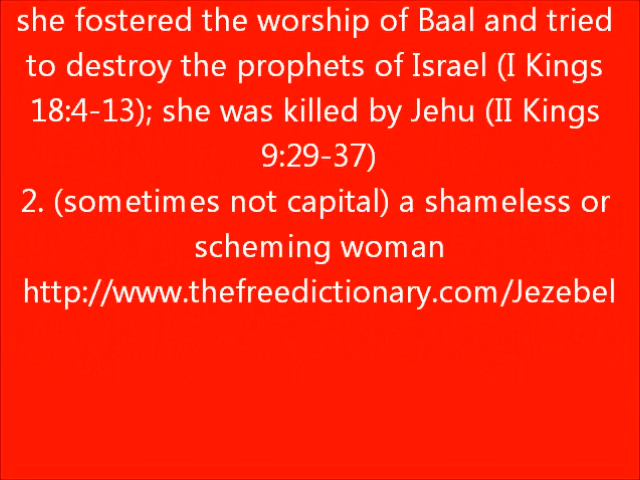 she fostered the worship of Baal and tried
to destroy the prophets of Israel (I Kings
18:4-13); she was killed by Jehu (II Kings
9:29-37)
2. (sometimes not capital) a shameless or
scheming woman
http://www.thefreedictionary.com/Jezebel